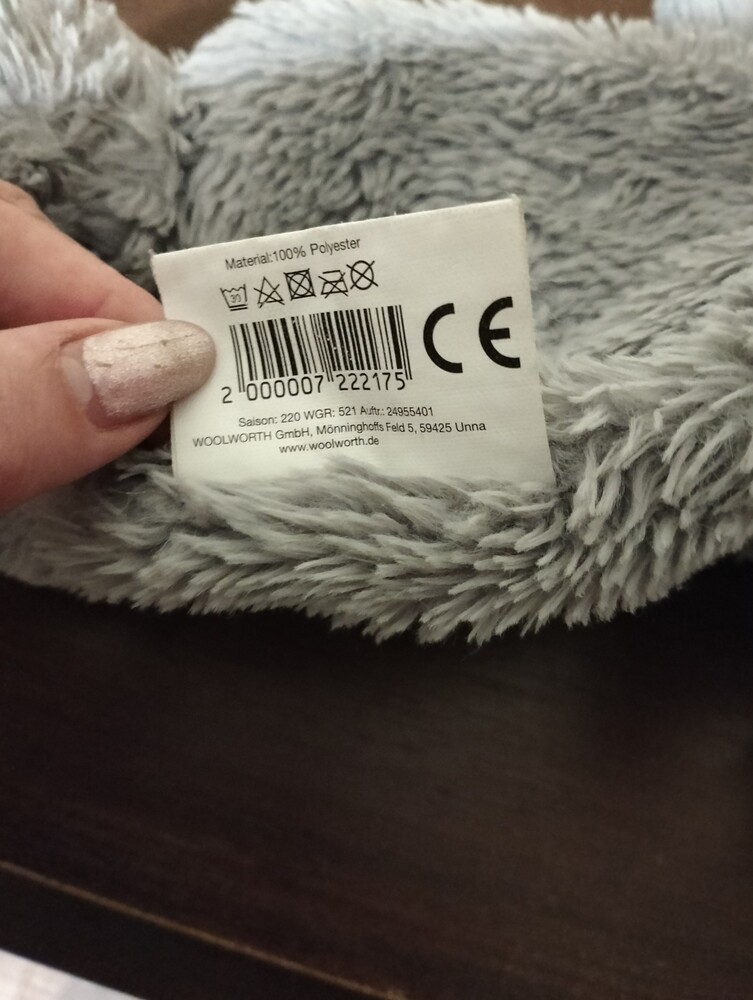 Material:100% Polyester
30
CE
2 000007 222175
Saison: 220 WGR: 521 Auftr.: 24955401
WOOLWORTH GmbH, Mönninghoffs Feld 5, 59425 Unna
www.woolworth.de